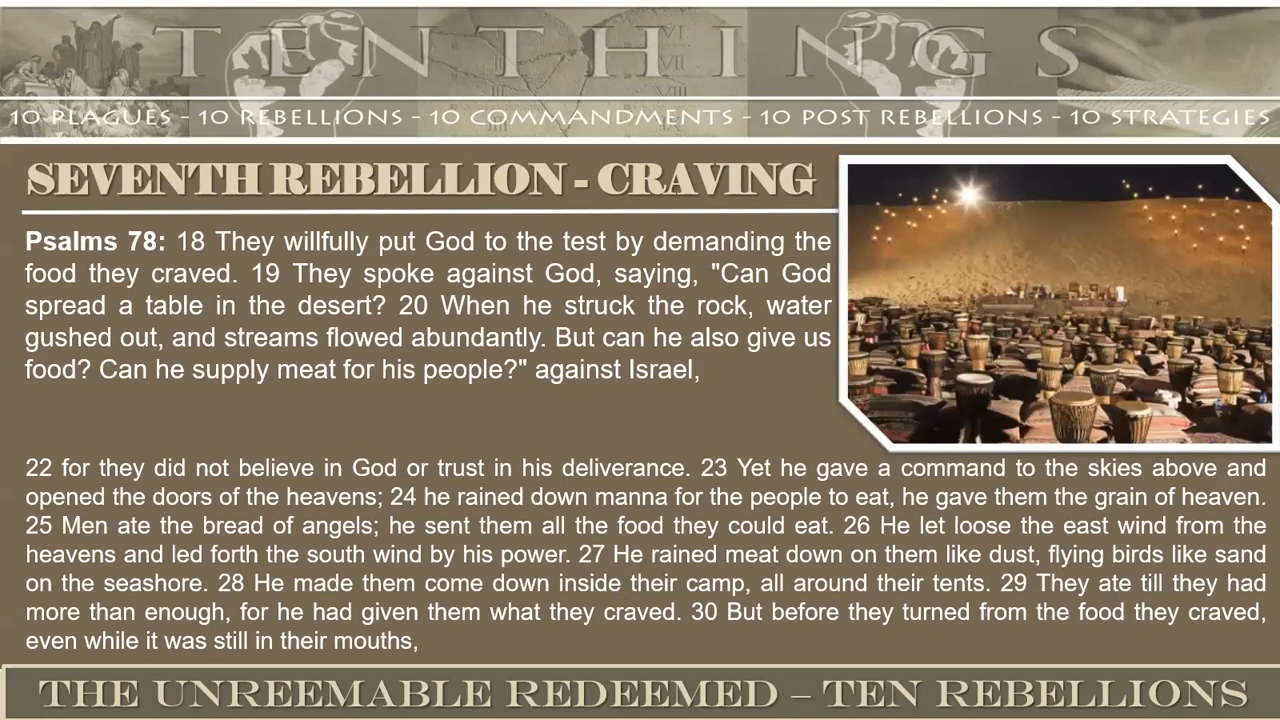 TEN THINGS
10 PLAGUES - 10 REBELLIONS - 10 COMMANDMENTS - 10 POST REBELLIONS - 10 STRATEGIES
SEVENTH REBELLION - CRAVING
Psalms 78: 18 They willfully put God to the test by demanding the
food they craved. 19 They spoke against God, saying, "Can God
spread a table in the desert? 20 When he struck the rock, water
gushed out, and streams flowed abundantly. But can he also give us
food? Can he supply meat for his people?" against Israel,
22 for they did not believe in God or trust in his deliverance. 23 Yet he gave a command to the skies above and
opened the doors of the heavens; 24 he rained down manna for the people to eat, he gave them the grain of heaven.
25 Men ate the bread of angels; he sent them all the food they could eat. 26 He let loose the east wind from the
heavens and led forth the south wind by his power. 27 He rained meat down on them like dust, flying birds like sand
on the seashore. 28 He made them come down inside their camp, all around their tents. 29 They ate till they had
more than enough, for he had given them what they craved. 30 But before they turned from the food they craved,
even while it was still in their mouths,
THE UNREEMABLE REDEEMED – TEN REBELLIONS